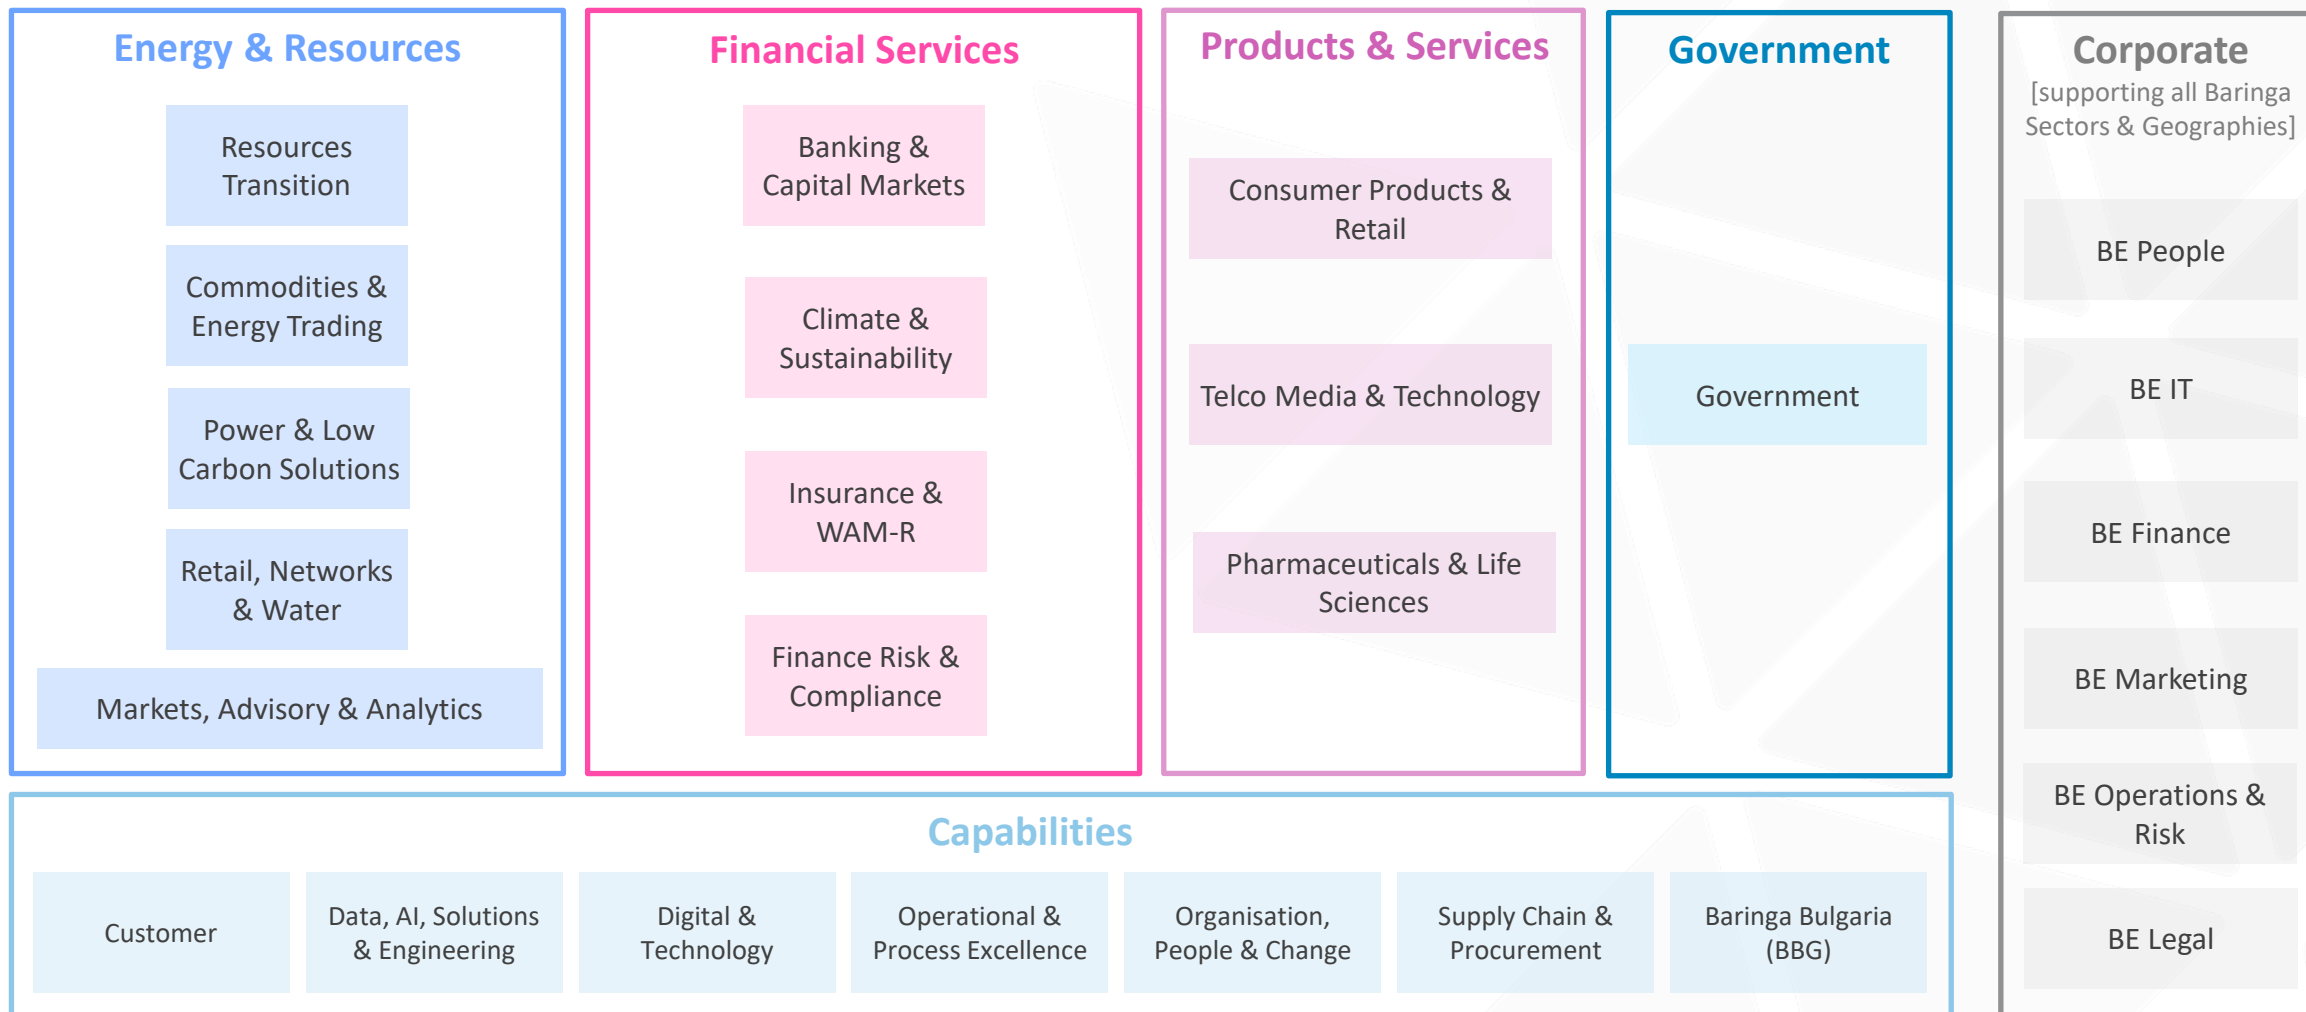 Energy & Resources
Resources
Transition
Commodities &
Energy Trading
Power & Low
Carbon Solutions
Retail, Networks
& Water
Markets, Advisory & Analytics
Financial Services
Banking &
Capital Markets
Climate &
Sustainability
Insurance &
WAM-R
Finance Risk &
Compliance
Products & Services
Consumer Products &
Retail
Telco Media & Technology
Pharmaceuticals & Life
Sciences
Government
Government
Corporate
[supporting all Baringa
Sectors & Geographies]
BE People
BE IT
BE Finance
BE Marketing
BE Operations &
Risk
BE Legal
Capabilities
Customer
Data, AI, Solutions
& Engineering
Digital &
Technology
Operational &
Process Excellence
Organisation,
People & Change
Supply Chain &
Procurement
Baringa Bulgaria
(BBG)